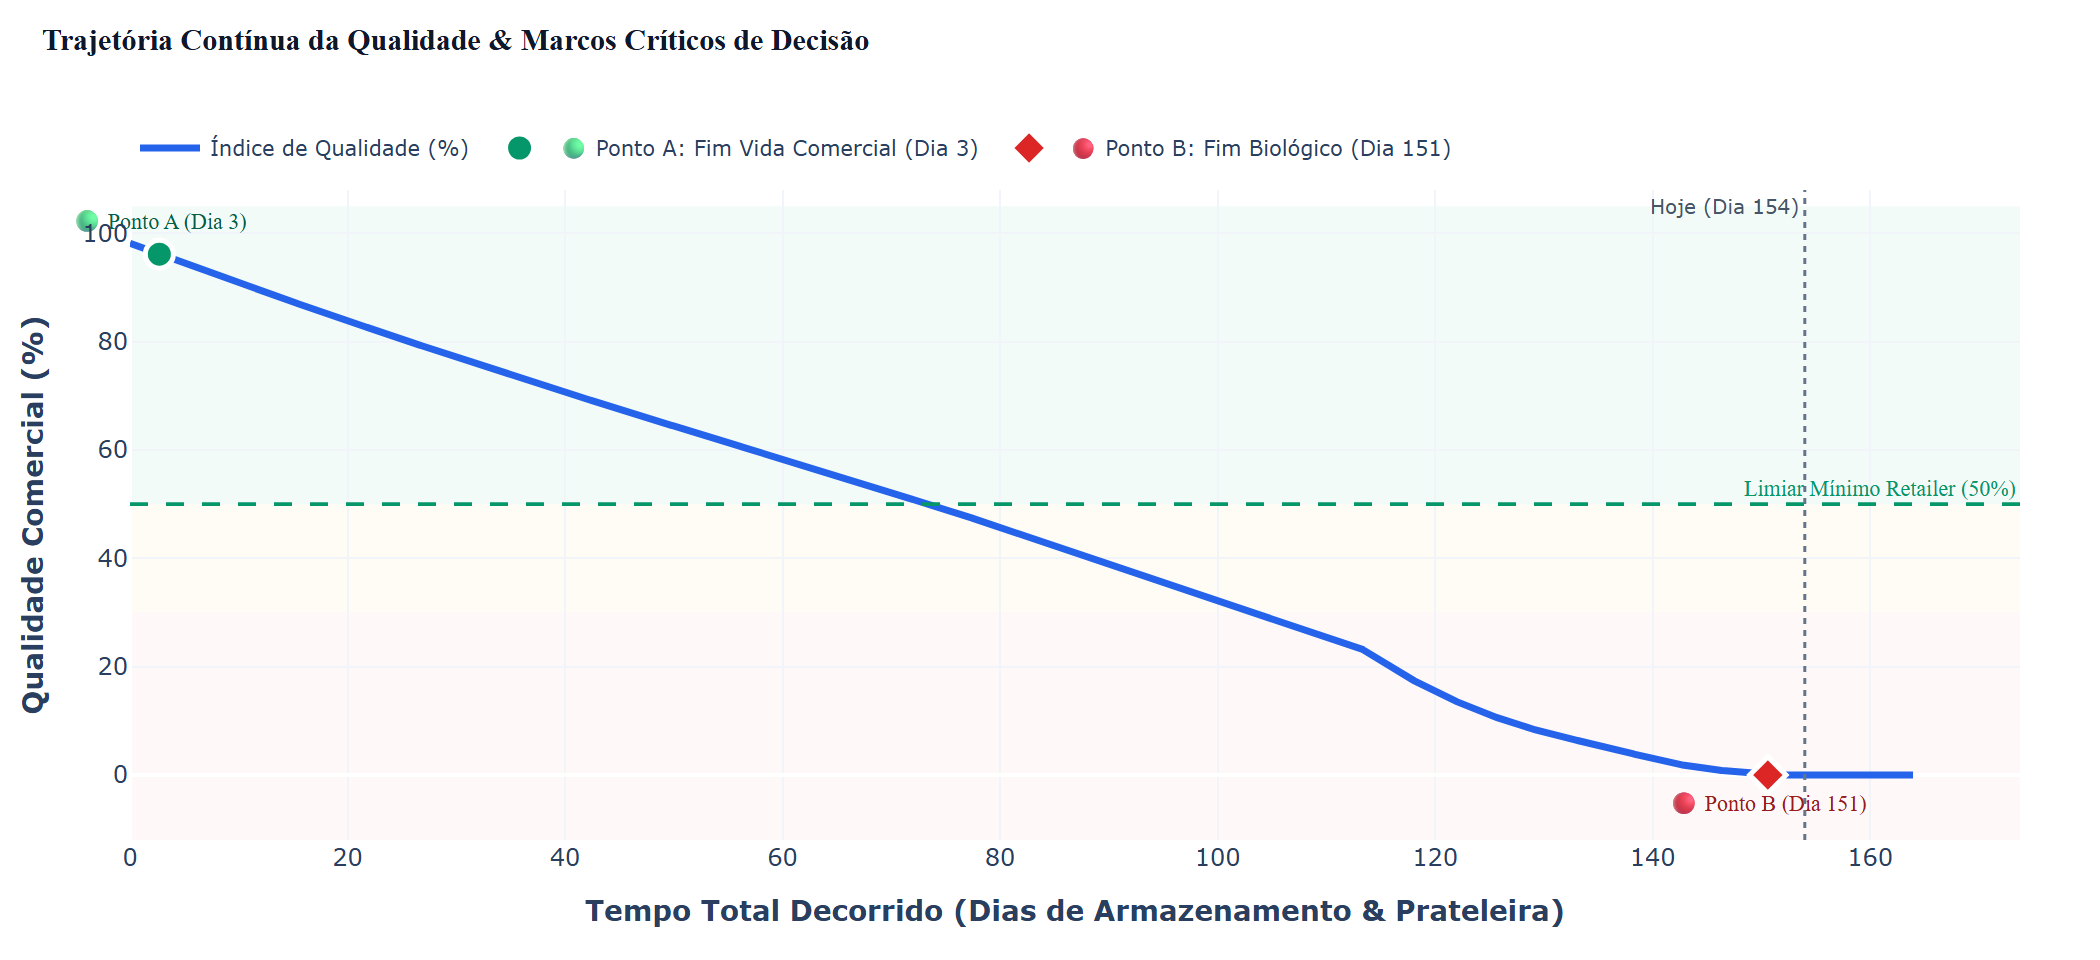 Trajetória Contínua da Qualidade & Marcos Críticos de Decisão
Índice de Qualidade (%)
Ponto A: Fim Vida Comercial (Dia 3)
Ponto B: Fim Biológico (Dia 151)
Ponto A (Dia 3)
Hoje (Dia 154)
Limiar Mínimo Retailer (50%)
Ponto B (Dia 151)
Qualidade Comercial (%)
100
80
60
40
20
0
0 20 40 60 80 100 120 140 160
Tempo Total Decorrido (Dias de Armazenamento & Prateleira)